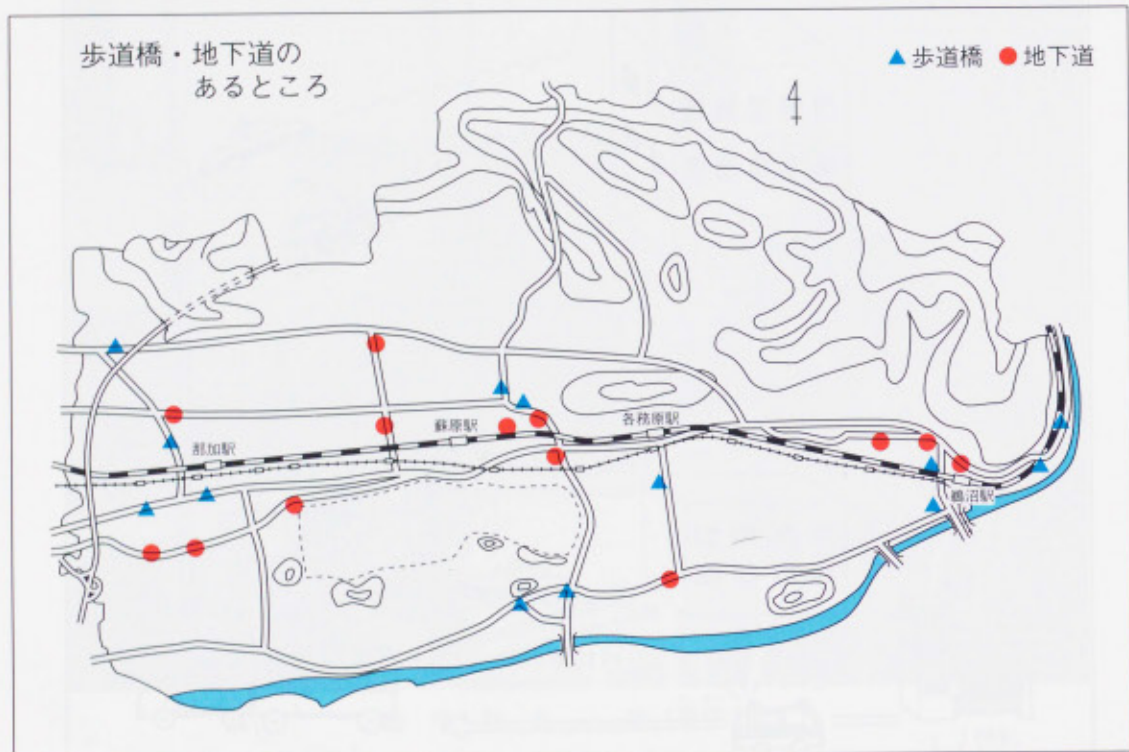 歩道橋・地下道の
あるところ
▲歩道橋 ●地下道
那加駅
蘇原駅
各務原駅
鵜沼駅